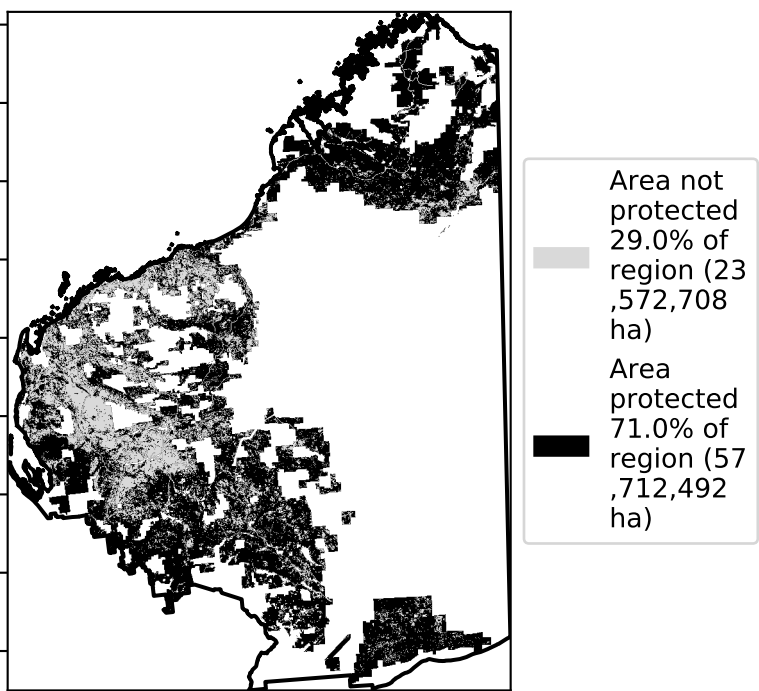 Area not
protected
29.0% of
region (23
,572,708
ha)
Area
protected
71.0% of
region (57
,712,492
ha)